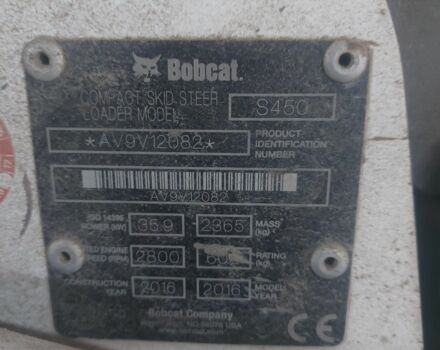 Bobcat.
COMPACT SKID STEER
LOADER MODEL S450
*AV9V12082*
PRODUCT
IDENTIFICATION
NUMBER
AV9V12082
ISO 14396
POWER (kW) 35.9 2365 MASS (kg)
ENGINE
SPEED (RPM) 2800 RATING (kg)
CONSTRUCTION
YEAR 2016 2016 MODEL
YEAR
Bobcat Company
USA
CE